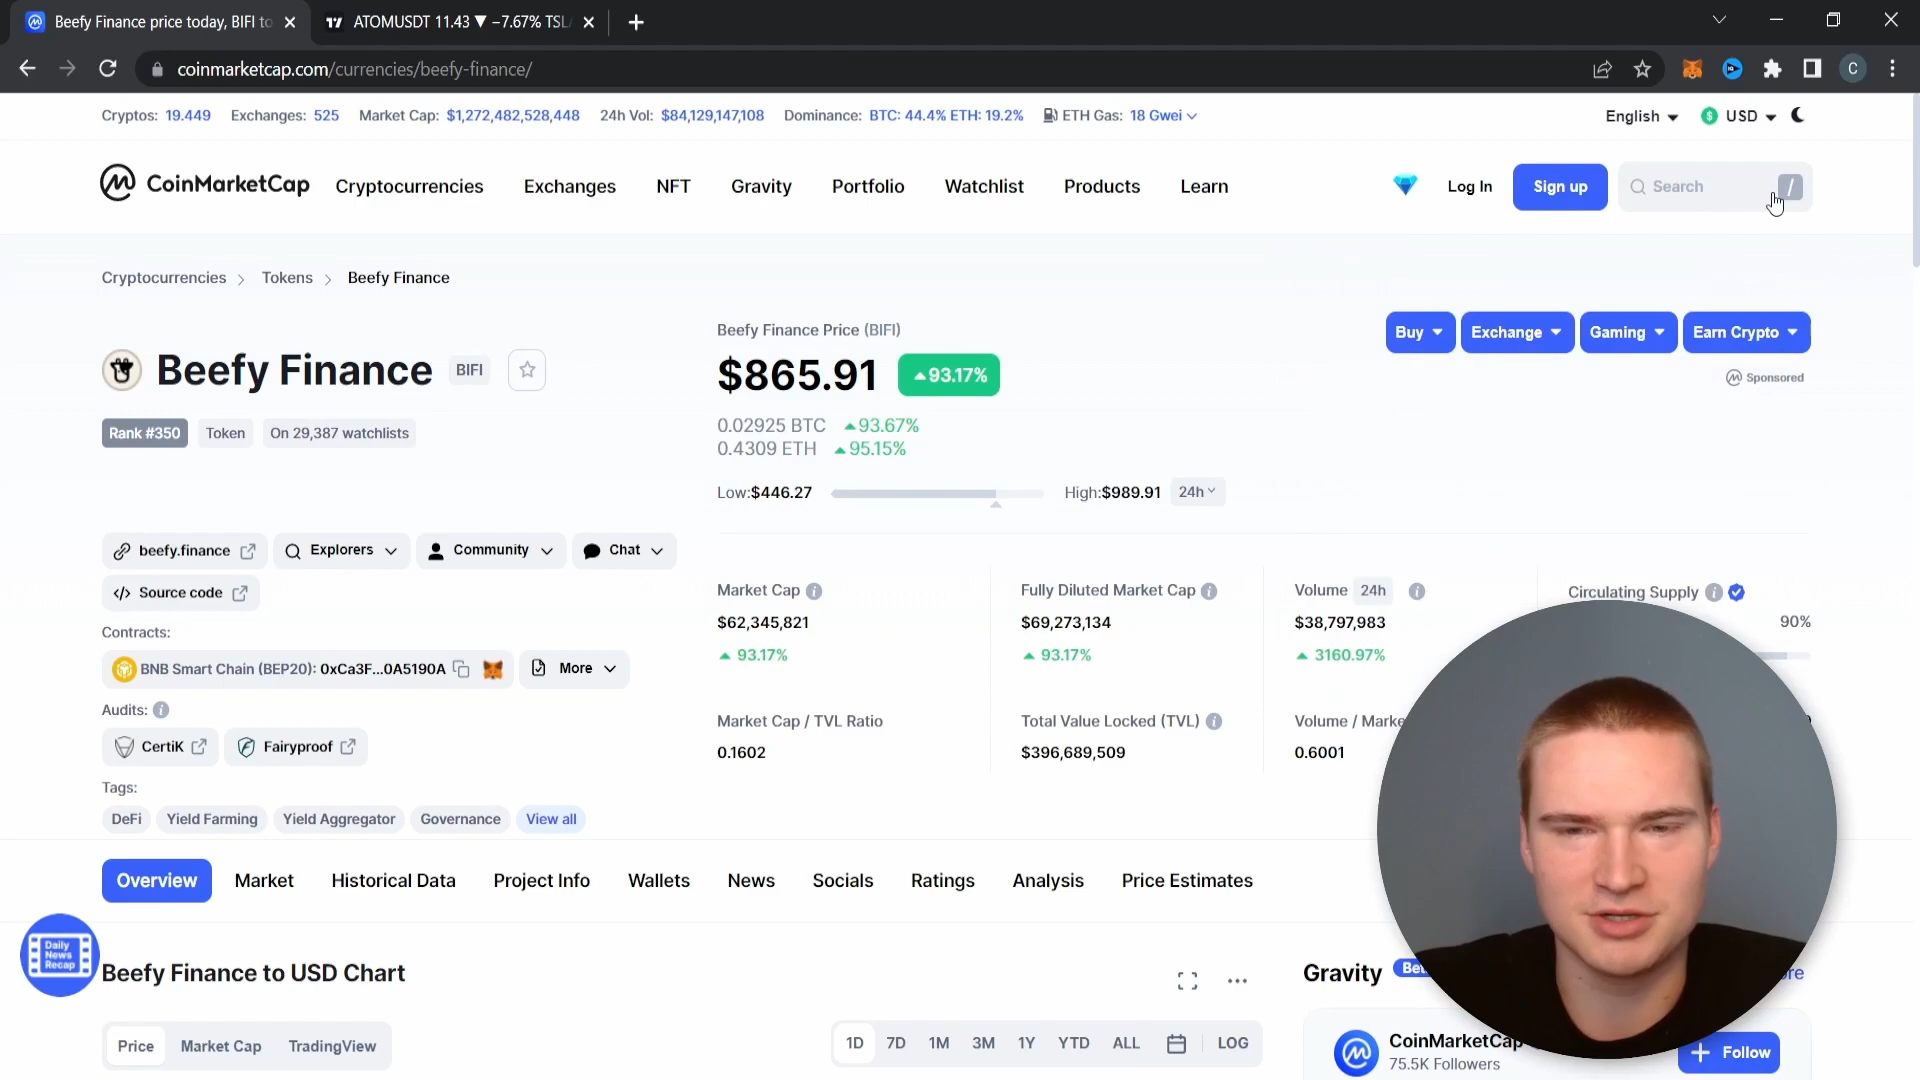 Beefy Finance price today, BIFI to
ATOMUSDT 11.43 ▼ −7.67% TSL
coinmarketcap.com/currencies/beefy-finance/
C
Cryptos: 19.449 Exchanges: 525 Market Cap: $1,272,482,528,448 24h Vol: $84,129,147,108 Dominance: BTC: 44.4% ETH: 19.2% ETH Gas: 18 Gwei
English USD
CoinMarketCap Cryptocurrencies Exchanges NFT Gravity Portfolio Watchlist Products Learn
Log In Sign up Search /
Cryptocurrencies > Tokens > Beefy Finance
Beefy Finance BIFI
Rank #350 Token On 29,387 watchlists
Beefy Finance Price (BIFI)
$865.91 93.17%
0.02925 BTC 93.67%
0.4309 ETH 95.15%
Low:$446.27 High:$989.91 24h
Buy Exchange Gaming Earn Crypto
Sponsored
beefy.finance Explorers Community Chat
Source code
Contracts:
BNB Smart Chain (BEP20): 0xCa3F...0A5190A More
Audits:
CertiK Fairyproof
Tags:
DeFi Yield Farming Yield Aggregator Governance View all
Market Cap
$62,345,821
93.17%
Fully Diluted Market Cap
$69,273,134
93.17%
Volume 24h
$38,797,983
3160.97%
Circulating Supply
90%
Market Cap / TVL Ratio
0.1602
Total Value Locked (TVL)
$396,689,509
Volume / Marke
0.6001
Overview Market Historical Data Project Info Wallets News Socials Ratings Analysis Price Estimates
Daily
News
Recap
Beefy Finance to USD Chart
Price Market Cap TradingView
1D 7D 1M 3M 1Y YTD ALL LOG
Gravity
CoinMarketCap
75.5K Followers
Follow